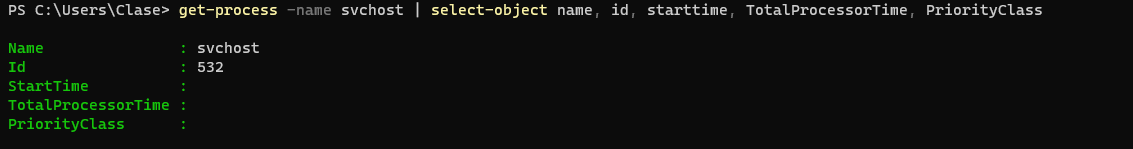 PS C:\Users\Clase> get-process -name svchost | select-object name, id, starttime, TotalProcessorTime, PriorityClass
Name : svchost
Id : 532
StartTime :
TotalProcessorTime :
PriorityClass :